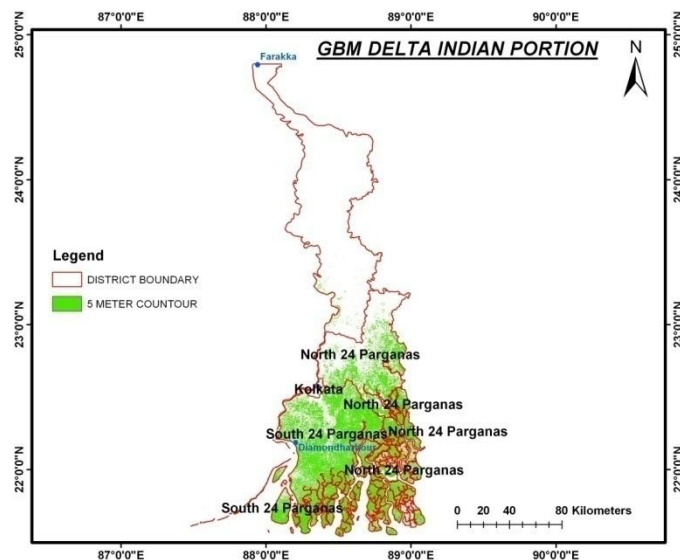 87°0'0"E 88°0'0"E 89°0'0"E 90°0'0"E
GBM DELTA INDIAN PORTION
N
25°0'0"N
25°0'0"N
Farakka
24°0'0"N
24°0'0"N
Legend
DISTRICT BOUNDARY
5 METER COUNTOUR
23°0'0"N
23°0'0"N
North 24 Parganas
Kolkata
North 24 Parganas
South 24 Parganas
North 24 Parganas
Diamondharbour
22°0'0"N
22°0'0"N
North 24 Parganas
South 24 Parganas
0 20 40 80 Kilometers
87°0'0"E 88°0'0"E 89°0'0"E 90°0'0"E